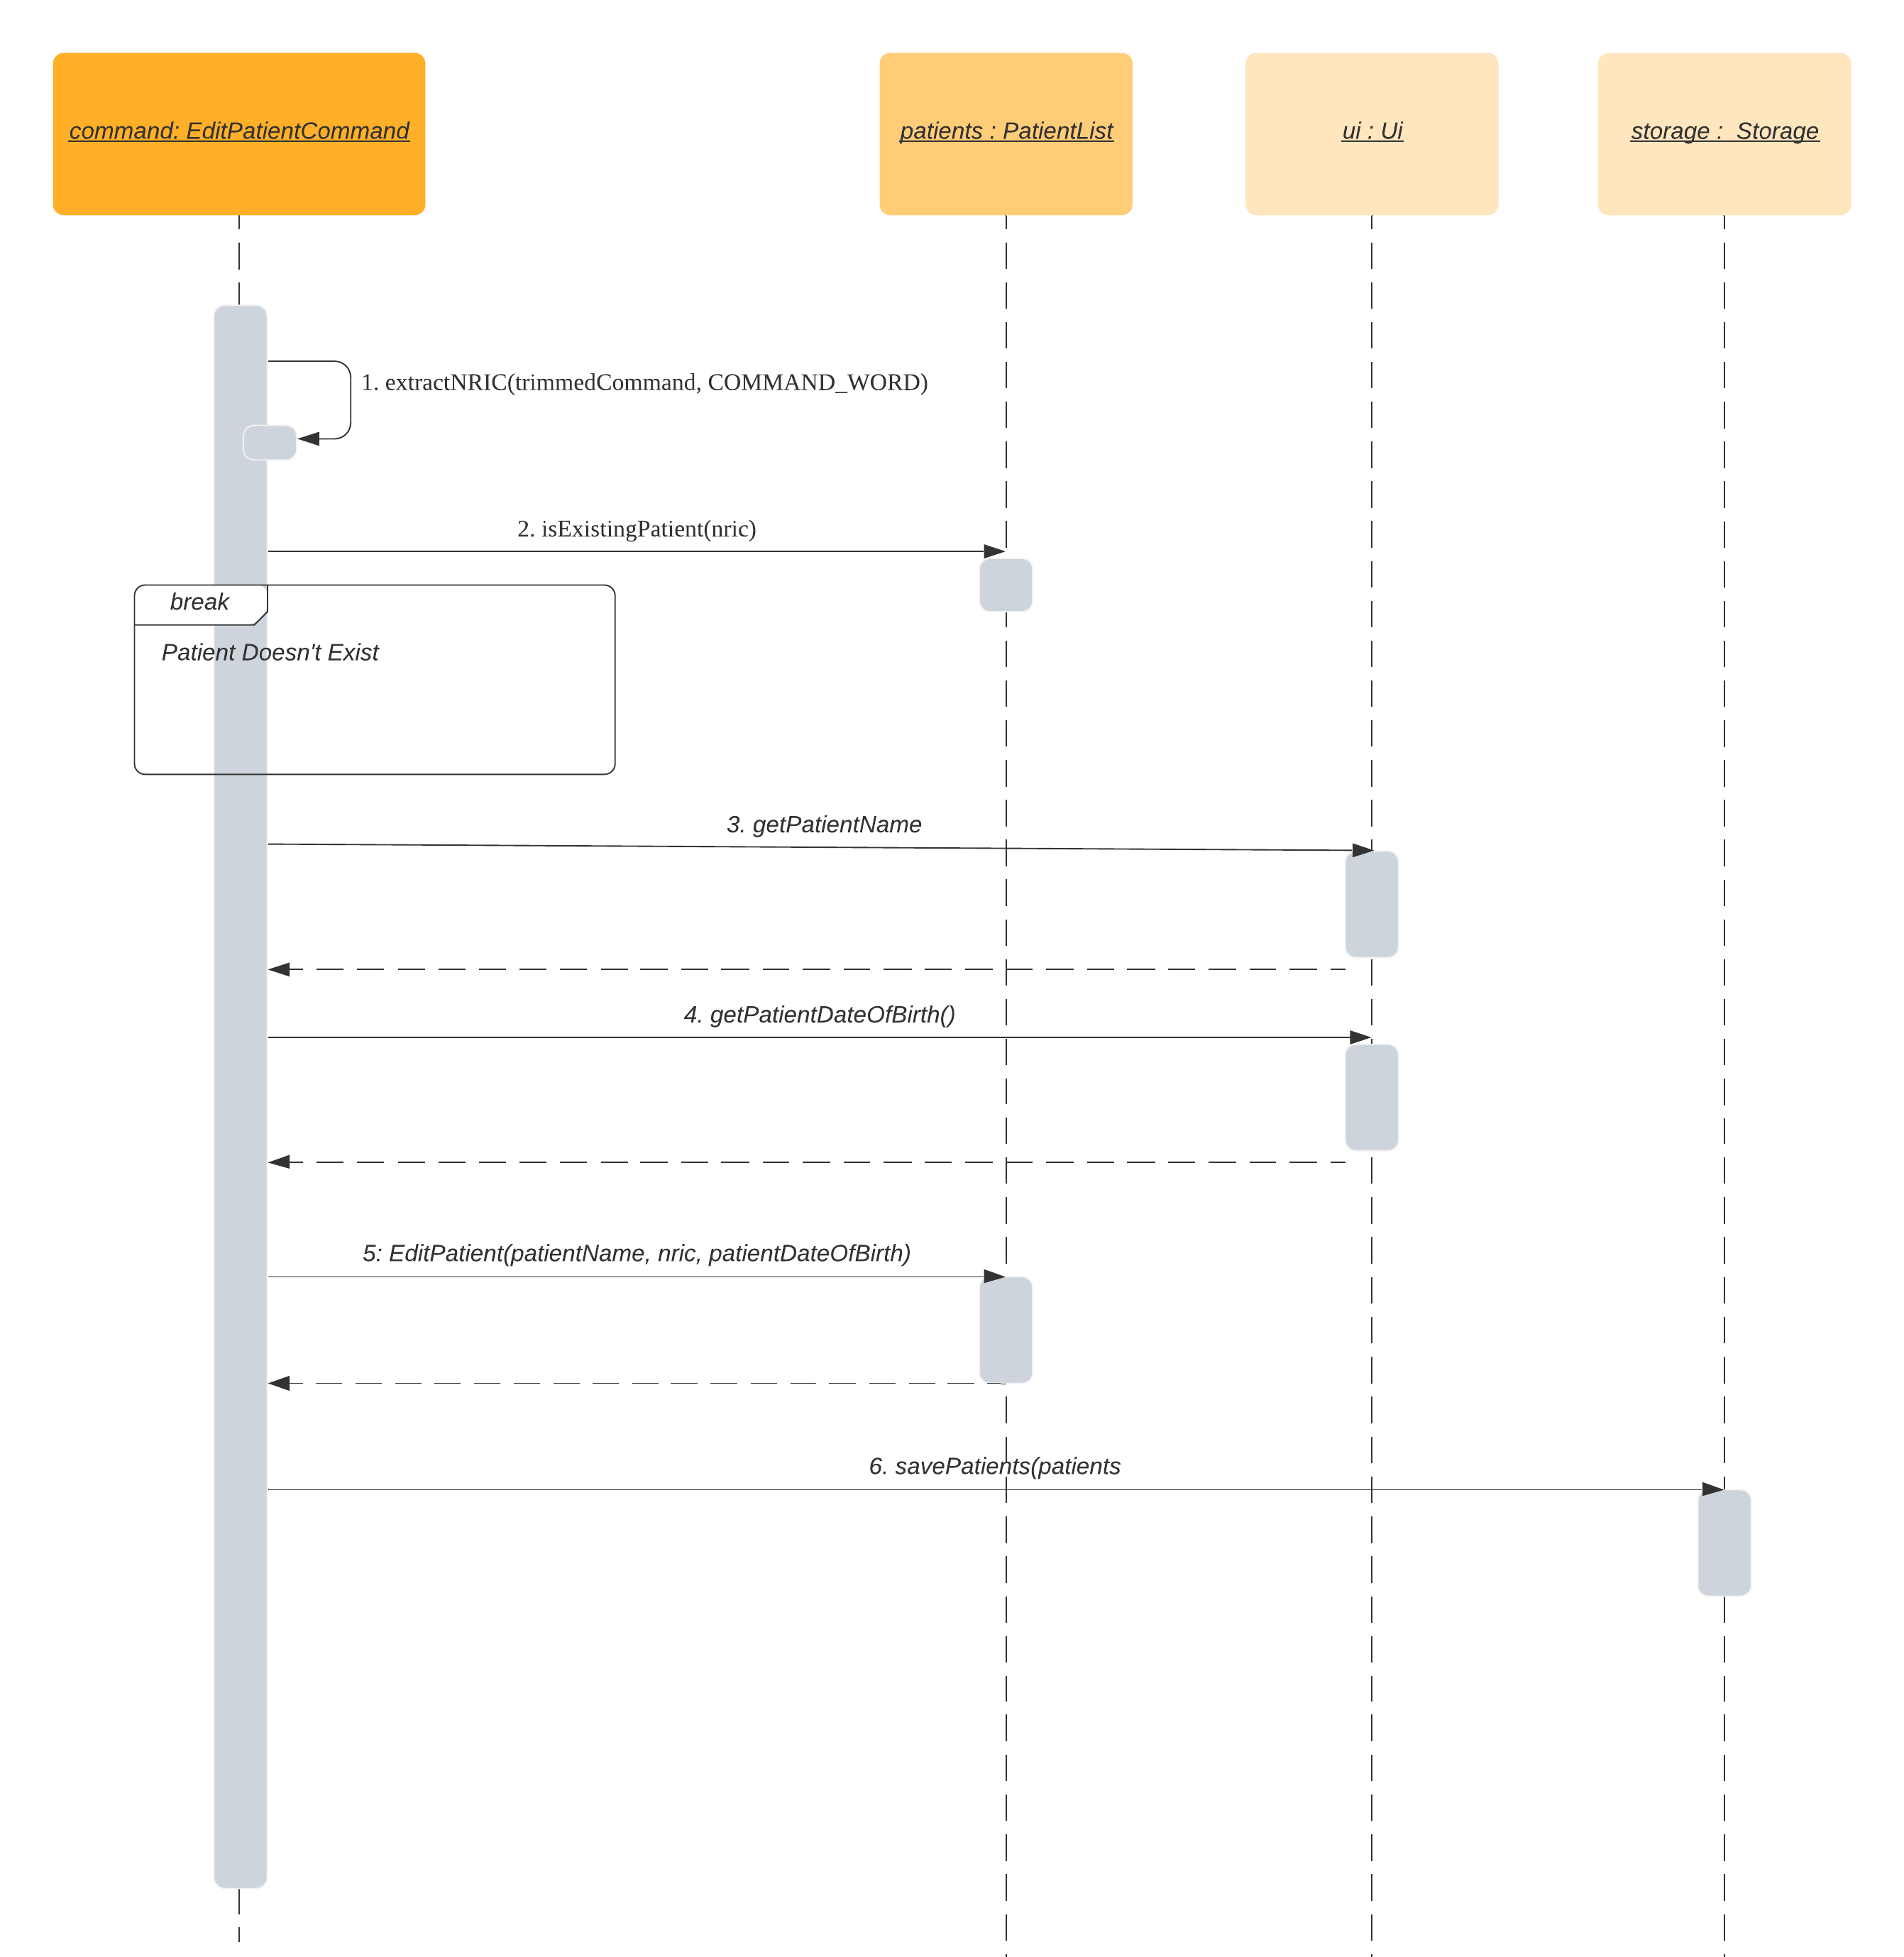 command: EditPatientCommand
patients : PatientList
ui : Ui
storage :  Storage
1. extractNRIC(trimmedCommand, COMMAND_WORD)
2. isExistingPatient(nric)
break
Patient Doesn't Exist
3. getPatientName
4. getPatientDateOfBirth()
5: EditPatient(patientName, nric, patientDateOfBirth)
6. savePatients(patients